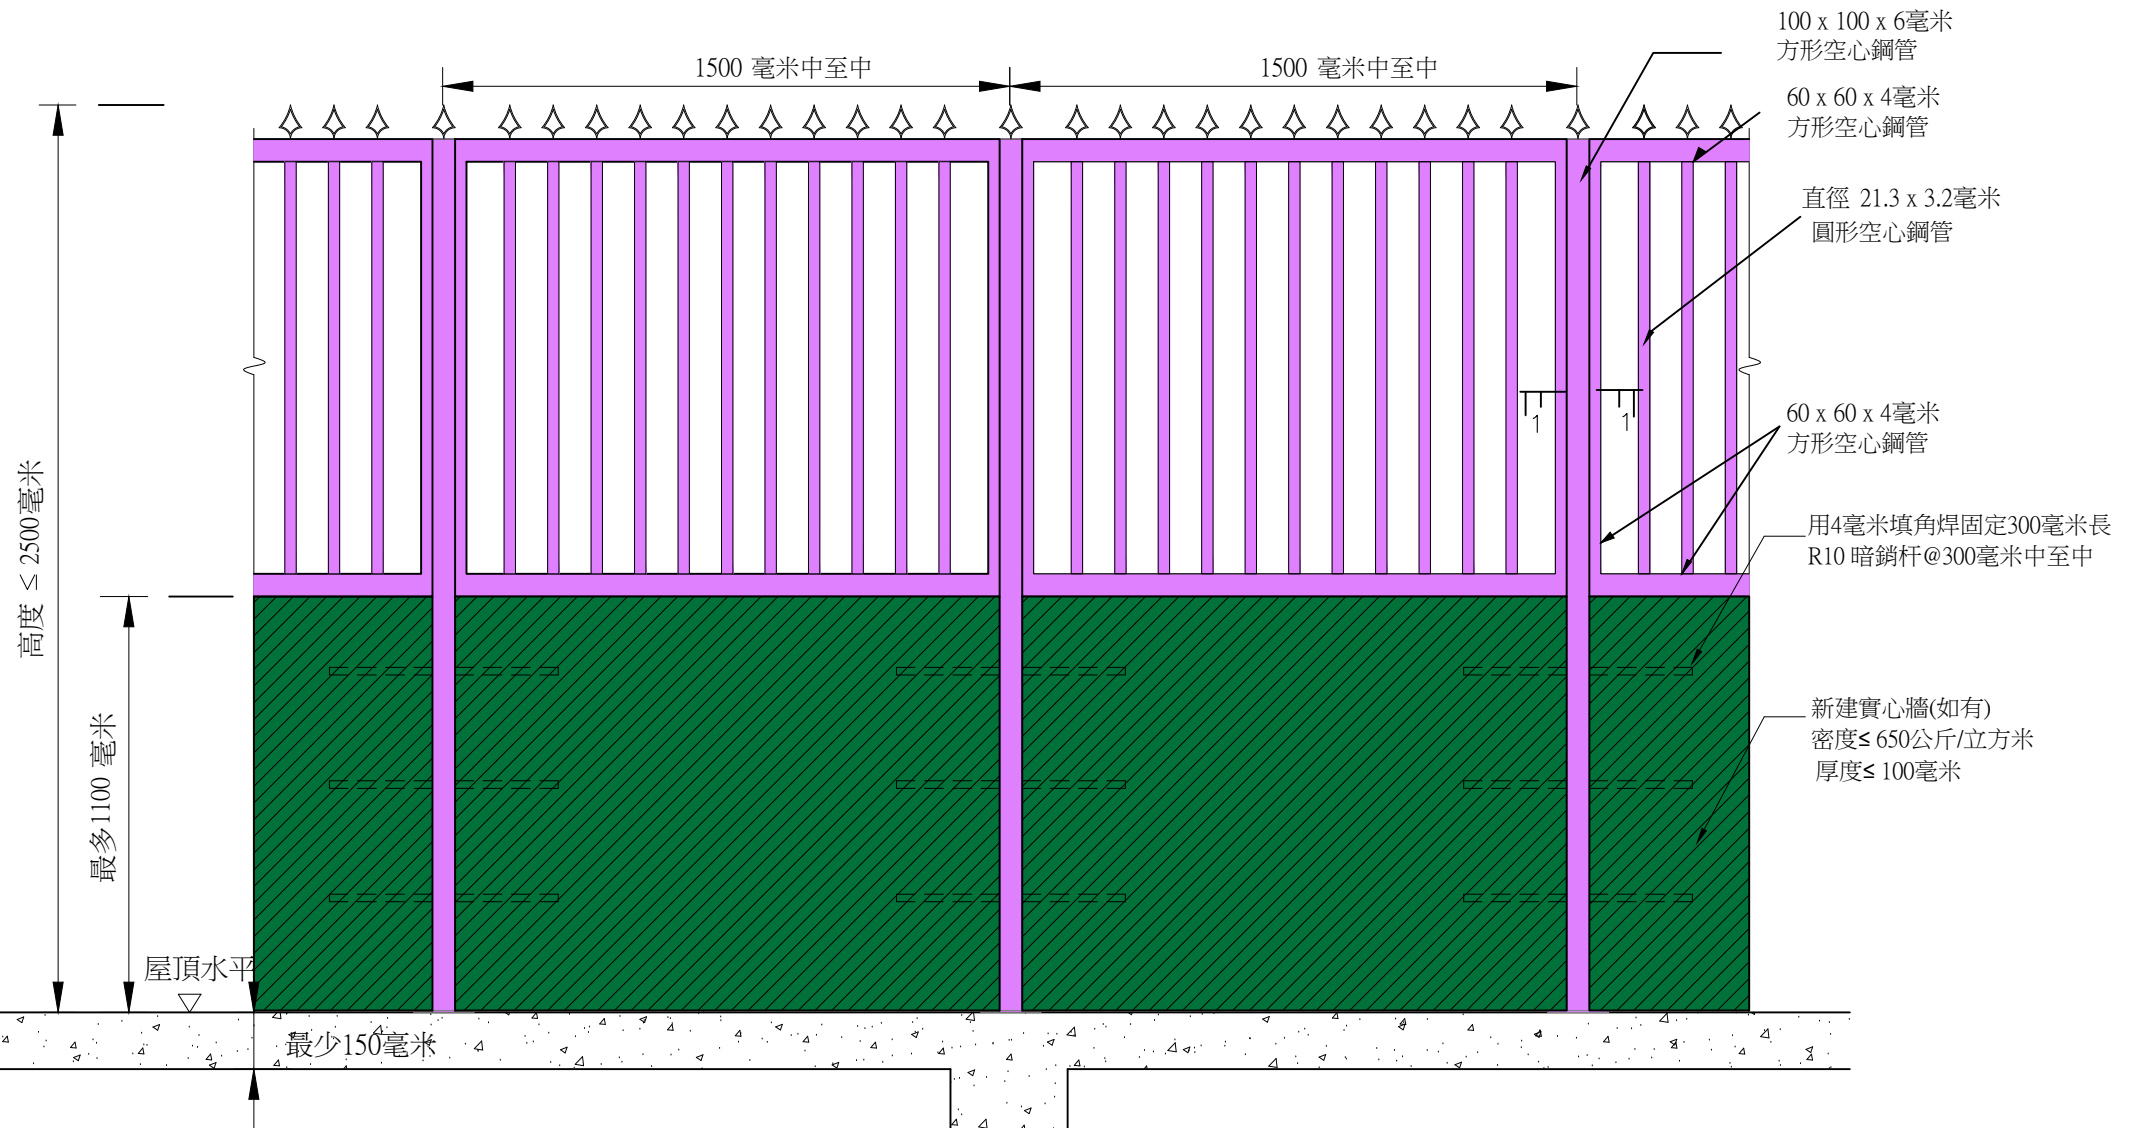 100 x 100 x 6毫米
方形空心鋼管
1500 毫米中至中
1500 毫米中至中
60 x 60 x 4毫米
方形空心鋼管
直徑 21.3 x 3.2毫米
圓形空心鋼管
1
1
60 x 60 x 4毫米
方形空心鋼管
高度 ≤ 2500毫米
用4毫米填角焊固定300毫米長
R10 暗銷杆@300毫米中至中
最多1100 毫米
新建實心牆(如有)
密度≤ 650公斤/立方米
厚度≤ 100毫米
屋頂水平
最少150毫米